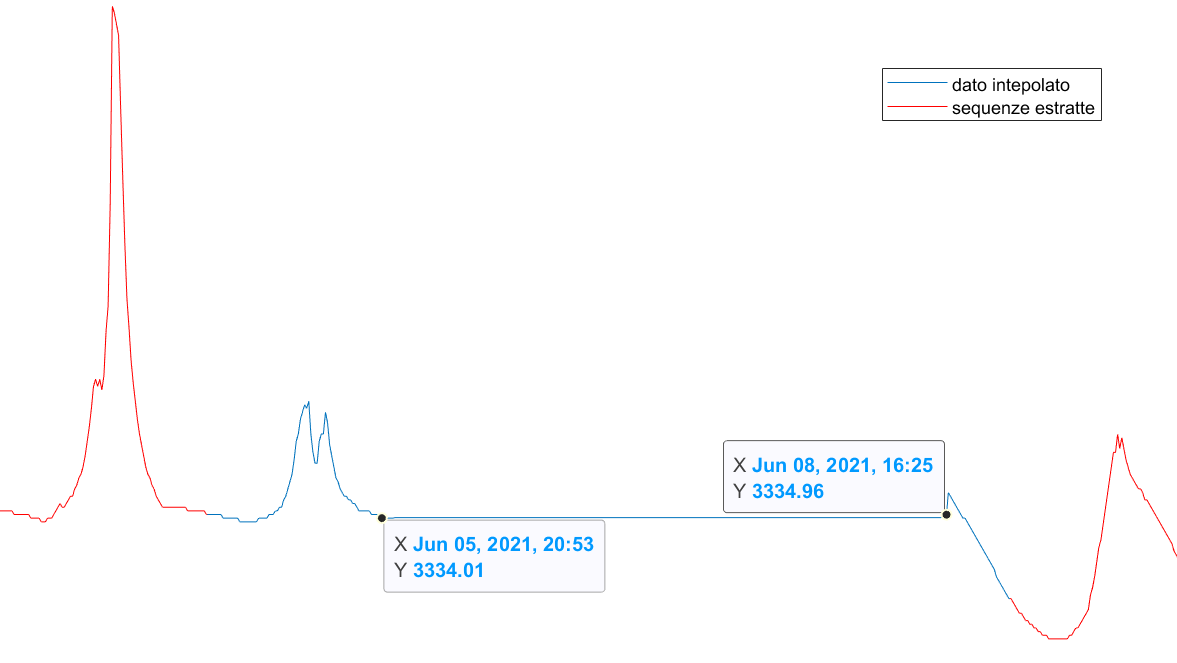 dato intepolato
sequenze estratte
X Jun 08, 2021, 16:25
Y 3334.96
X Jun 05, 2021, 20:53
Y 3334.01